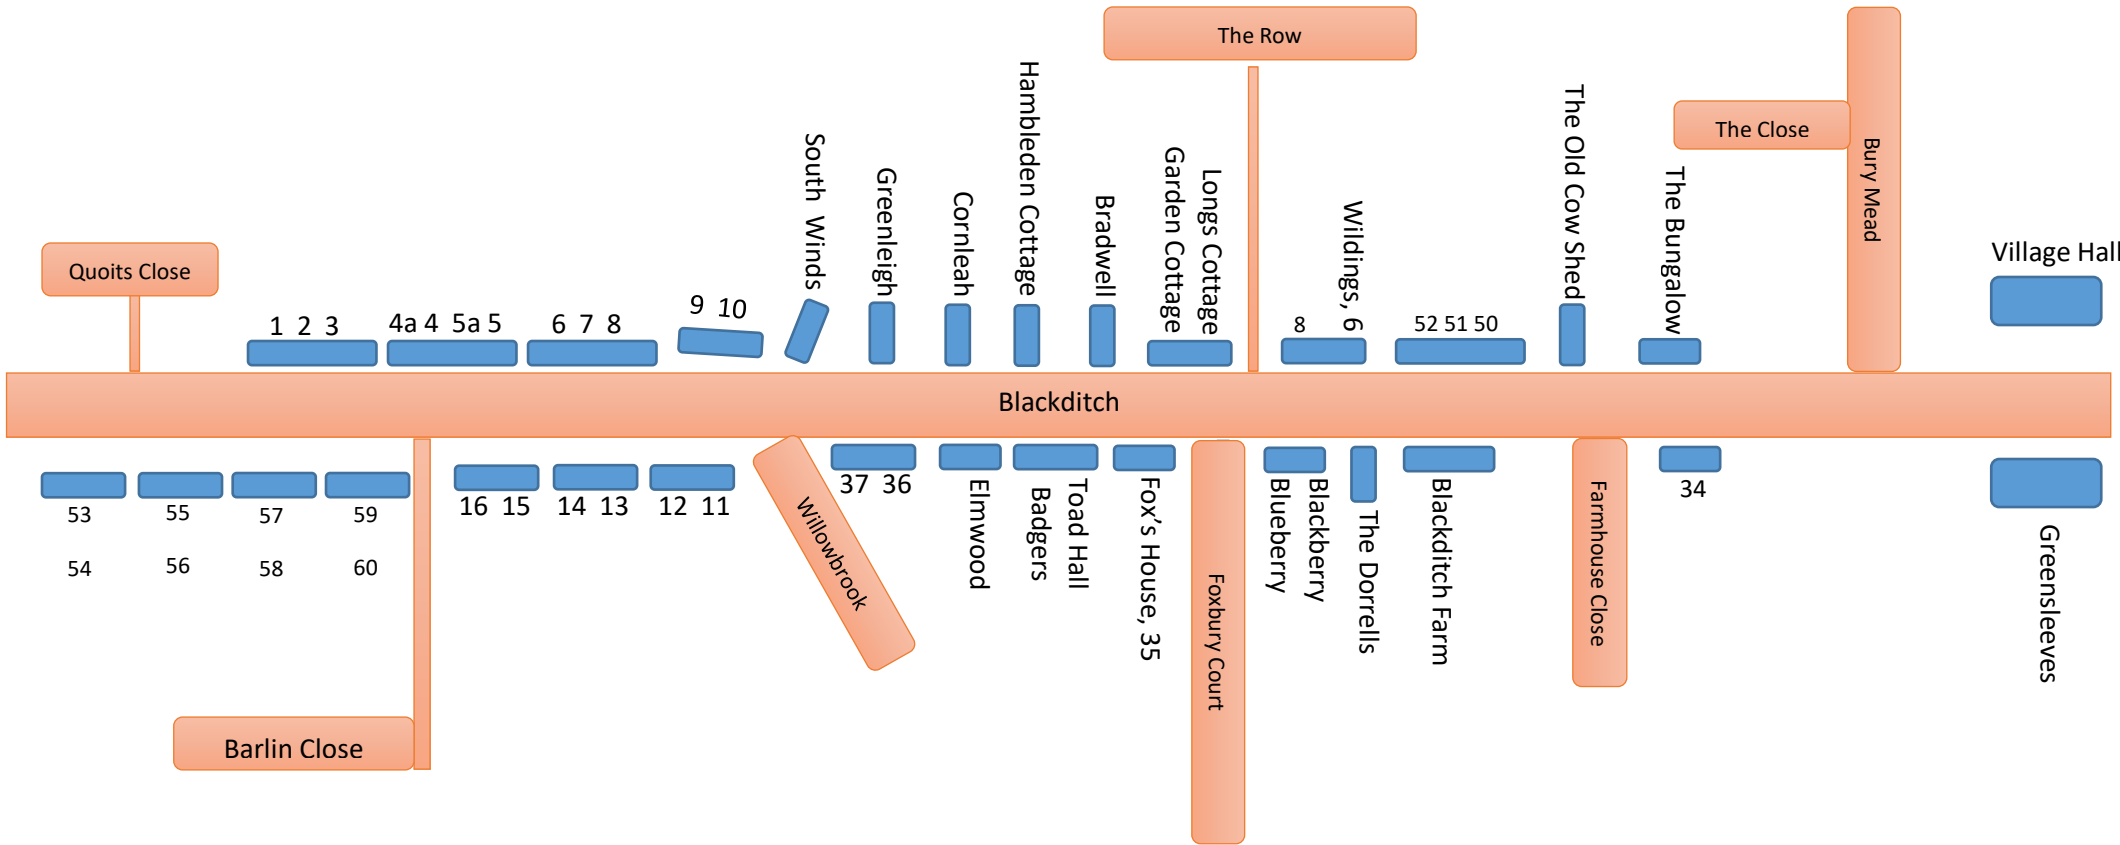 The Row
Hambleden Cottage
The Old Cow Shed
The Close
Bury Mead
South Winds
Greenleigh
Cornleah
Bradwell
Garden Cottage
Longs Cottage
Wildings, 6
The Bungalow
Village Hall
Quoits Close
1 2 3
4a 4 5a 5
6 7 8
9 10
8
52 51 50
Blackditch
53
54
55
56
57
58
59
60
16 15
14 13
12 11
Willowbrook
37 36
Elmwood
Badgers
Toad Hall
Fox’s House, 35
Foxbury Court
Blueberry
Blackberry
The Dorrells
Blackditch Farm
Farmhouse Close
34
Greensleeves
Barlin Close